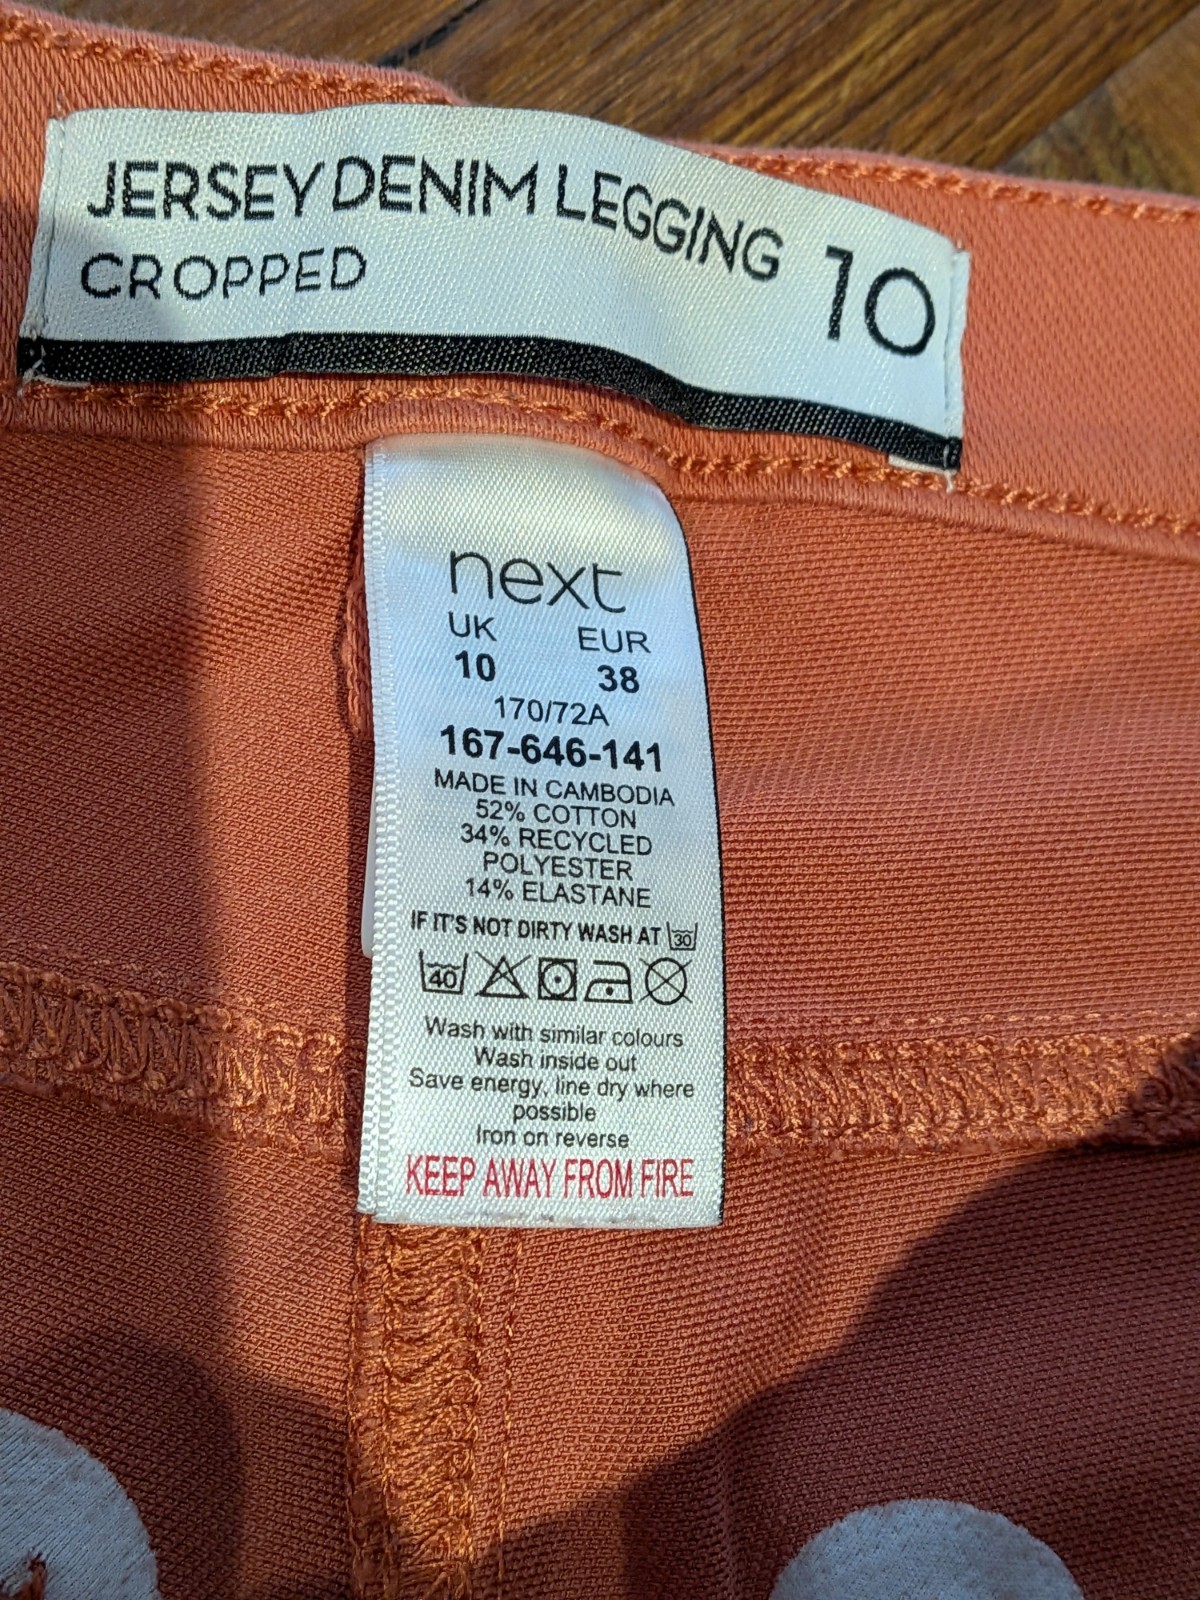 JERSEY DENIM LEGGING 10
CROPPED
next
UK EUR
10 38
170/72A
167-646-141
MADE IN CAMBODIA
52% COTTON
34% RECYCLED
POLYESTER
14% ELASTANE
IF IT'S NOT DIRTY WASH AT 30
40
Wash with similar colours
Wash inside out
Save energy, line dry where
possible
Iron on reverse
KEEP AWAY FROM FIRE